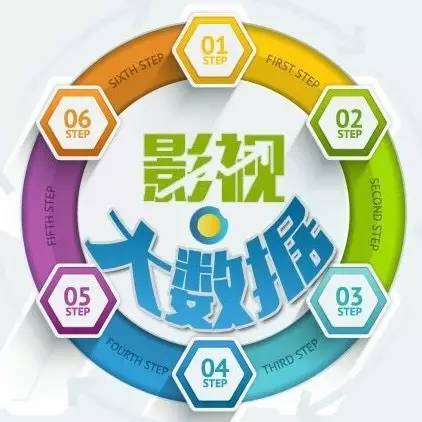 01
STEP
FIRST STEP
02
STEP
SECOND STEP
03
STEP
THIRD STEP
04
STEP
FOURTH STEP
05
STEP
FIFTH STEP
06
STEP
SIXTH STEP
影视
大数据